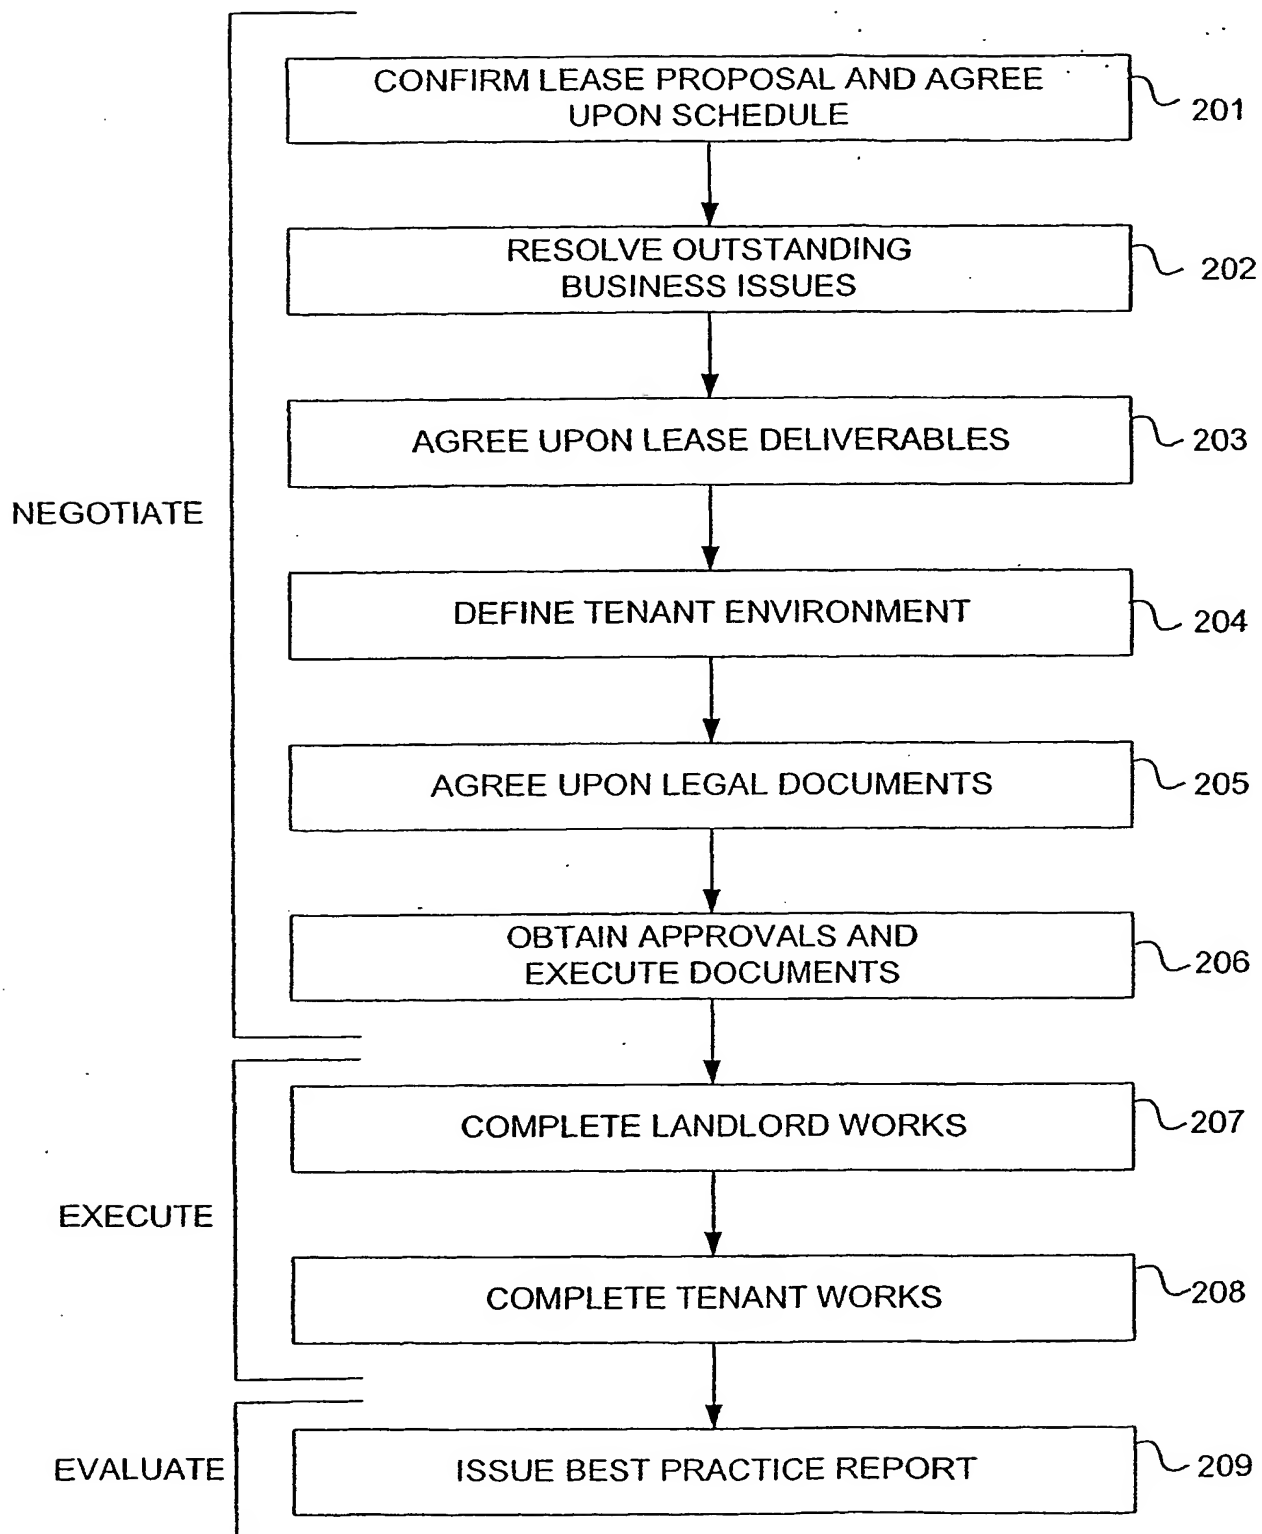 CONFIRM LEASE PROPOSAL AND AGREE
UPON SCHEDULE
201
RESOLVE OUTSTANDING
BUSINESS ISSUES
202
AGREE UPON LEASE DELIVERABLES
203
NEGOTIATE
DEFINE TENANT ENVIRONMENT
204
AGREE UPON LEGAL DOCUMENTS
205
OBTAIN APPROVALS AND
EXECUTE DOCUMENTS
206
COMPLETE LANDLORD WORKS
207
EXECUTE
COMPLETE TENANT WORKS
208
EVALUATE
ISSUE BEST PRACTICE REPORT
209